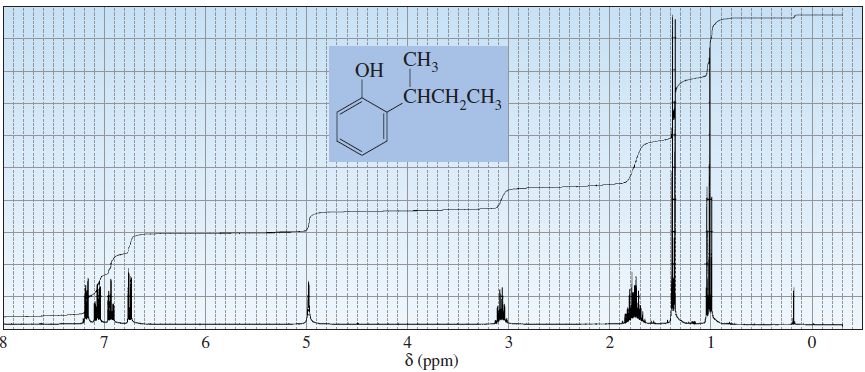 OH
CH₃
CHCH₂CH₃
8 7 6 5 4 3 2 1 0
δ (ppm)